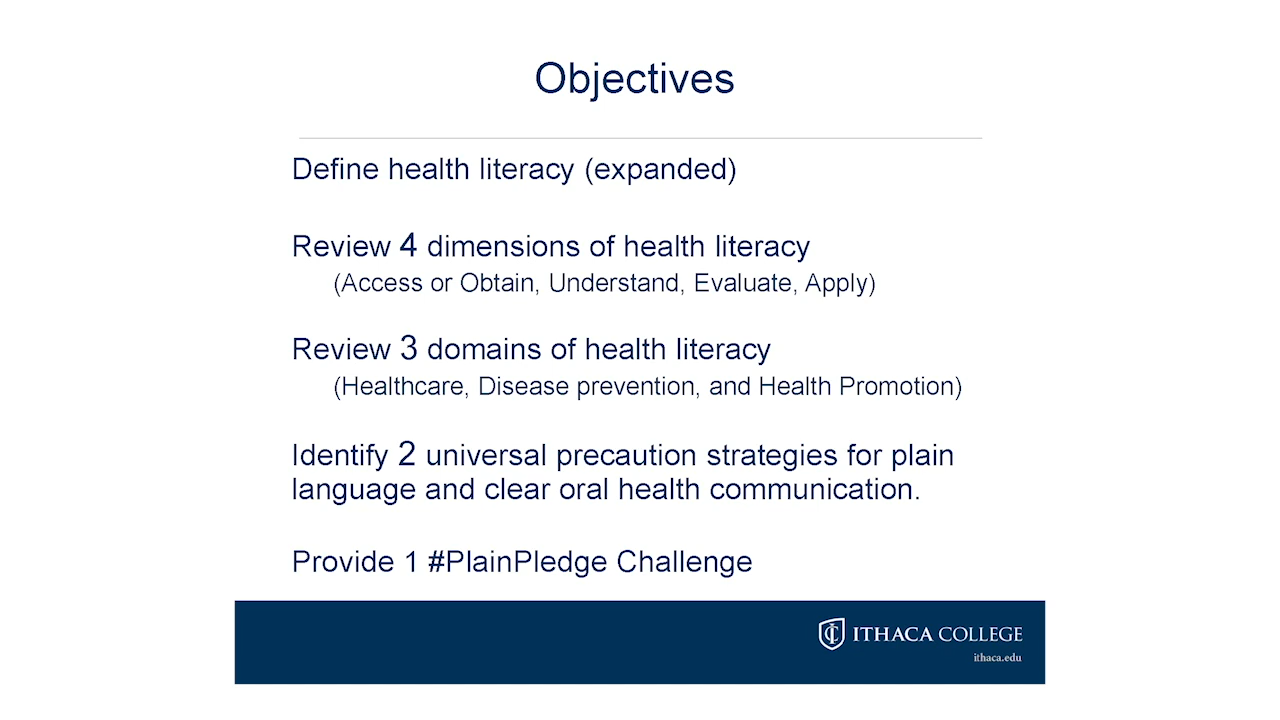 Objectives
Define health literacy (expanded)
Review 4 dimensions of health literacy
(Access or Obtain, Understand, Evaluate, Apply)
Review 3 domains of health literacy
(Healthcare, Disease prevention, and Health Promotion)
Identify 2 universal precaution strategies for plain
language and clear oral health communication.
Provide 1 #PlainPledge Challenge
IC ITHACA COLLEGE
ithaca.edu